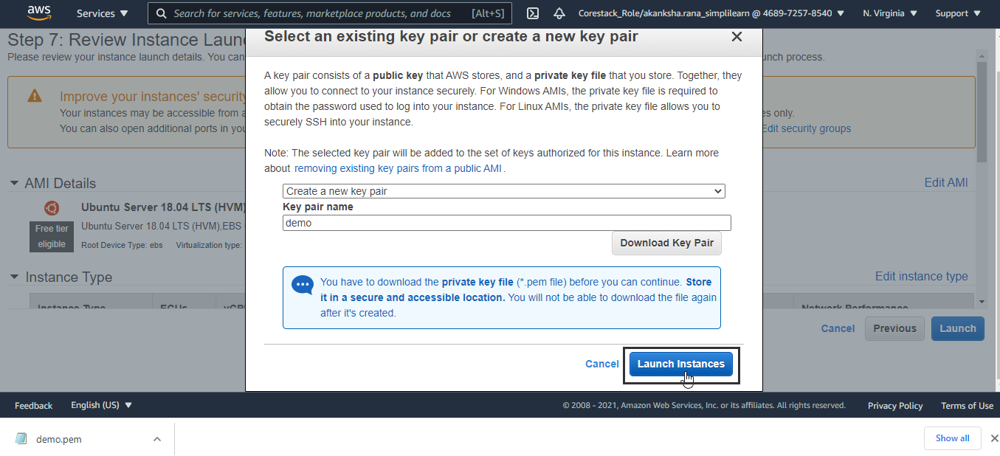 aws Services Search for services, features, marketplace products, and docs [Alt+S] Corestack_Role/akanksha.rana_simplilearn @ 4689-7257-8540 N. Virginia Support
Step 7: Review Instance
Please review your instance launch details. You can
unch process.
Select an existing key pair or create a new key pair
A key pair consists of a public key that AWS stores, and a private key file that you store. Together, they
allow you to connect to your instance securely. For Windows AMIs, the private key file is required to
obtain the password used to log into your instance. For Linux AMIs, the private key file allows you to
securely SSH into your instance.
Note: The selected key pair will be added to the set of keys authorized for this instance. Learn more
about removing existing key pairs from a public AMI.
Create a new key pair
Key pair name
demo
Download Key Pair
You have to download the private key file (*.pem file) before you can continue. Store
it in a secure and accessible location. You will not be able to download the file again
after it's created.
Cancel Launch Instances
Improve your instances' security
Your instances may be accessible from a
es only.
You can also open additional ports in you
Edit security groups
AMI Details
Edit AMI
Ubuntu Server 18.04 LTS (HVM)
Free tier
eligible
Ubuntu Server 18.04 LTS (HVM),EBS
Root Device Type: ebs Virtualization type:
Instance Type
Edit instance type
Instance Type ECUs Network Performance
Cancel Previous Launch
Feedback English (US) © 2008 - 2021, Amazon Web Services, Inc. or its affiliates. All rights reserved. Privacy Policy Terms of Use
demo.pem Show all